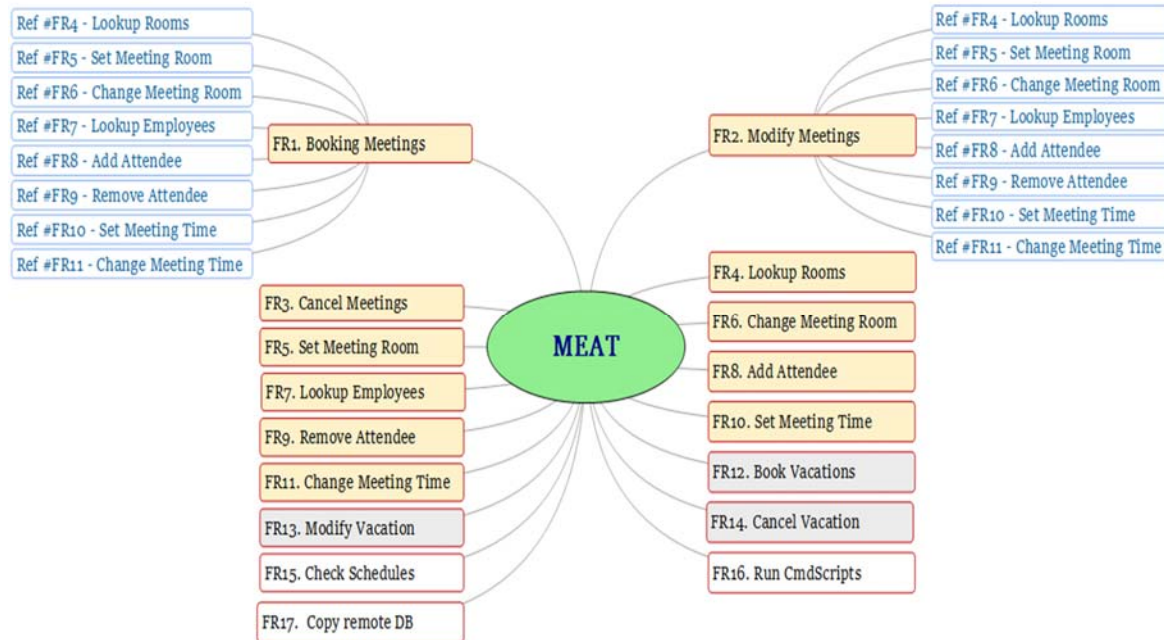 Ref #FR4 - Lookup Rooms
Ref #FR5 - Set Meeting Room
Ref #FR6 - Change Meeting Room
Ref #FR7 - Lookup Employees
Ref #FR8 - Add Attendee
Ref #FR9 - Remove Attendee
Ref #FR10 - Set Meeting Time
Ref #FR11 - Change Meeting Time
FR1. Booking Meetings
Ref #FR4 - Lookup Rooms
Ref #FR5 - Set Meeting Room
Ref #FR6 - Change Meeting Room
Ref #FR7 - Lookup Employees
Ref #FR8 - Add Attendee
Ref #FR9 - Remove Attendee
Ref #FR10 - Set Meeting Time
Ref #FR11 - Change Meeting Time
FR2. Modify Meetings
MEAT
FR3. Cancel Meetings
FR5. Set Meeting Room
FR7. Lookup Employees
FR9. Remove Attendee
FR11. Change Meeting Time
FR13. Modify Vacation
FR15. Check Schedules
FR17. Copy remote DB
FR4. Lookup Rooms
FR6. Change Meeting Room
FR8. Add Attendee
FR10. Set Meeting Time
FR12. Book Vacations
FR14. Cancel Vacation
FR16. Run CmdScripts